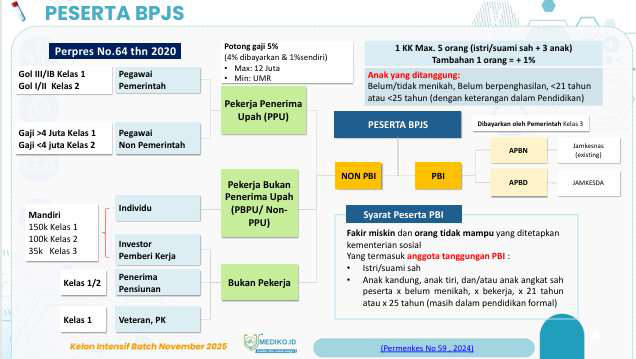 PESERTA BPJS
Perpres No.64 thn 2020
Potong gaji 5%
(4% dibayarkan & 1%sendiri)
• Max: 12 Juta
• Min: UMR
1 KK Max. 5 orang (istri/suami sah + 3 anak)
Tambahan 1 orang = + 1%
Anak yang ditanggung:
Belum/tidak menikah, Belum berpenghasilan, <21 tahun
atau <25 tahun (dengan keterangan dalam Pendidikan)
Gol III/IB Kelas 1
Gol I/II Kelas 2
Pegawai
Pemerintah
Pekerja Penerima
Upah (PPU)
Gaji >4 Juta Kelas 1
Gaji <4 juta Kelas 2
Pegawai
Non Pemerintah
PESERTA BPJS
Dibayarkan oleh Pemerintah Kelas 3
NON PBI
PBI
APBN
Jamkesnas
(existing)
APBD
JAMKESDA
Mandiri
150k Kelas 1
100k Kelas 2
35k Kelas 3
Individu
Pekerja Bukan
Penerima Upah
(PBPU/ Non-
PPU)
Investor
Pemberi Kerja
Kelas 1/2
Penerima
Pensiunan
Bukan Pekerja
Kelas 1
Veteran, PK
Syarat Peserta PBI
Fakir miskin dan orang tidak mampu yang ditetapkan
kementerian sosial
Yang termasuk anggota tanggungan PBI :
• Istri/suami sah
• Anak kandung, anak tiri, dan/atau anak angkat sah
peserta x belum menikah, x bekerja, x 21 tahun
atau x 25 tahun (masih dalam pendidikan formal)
Kelon Intensif Batch November 2025
MEDIKO.ID
(Permenkes No 59 , 2024)